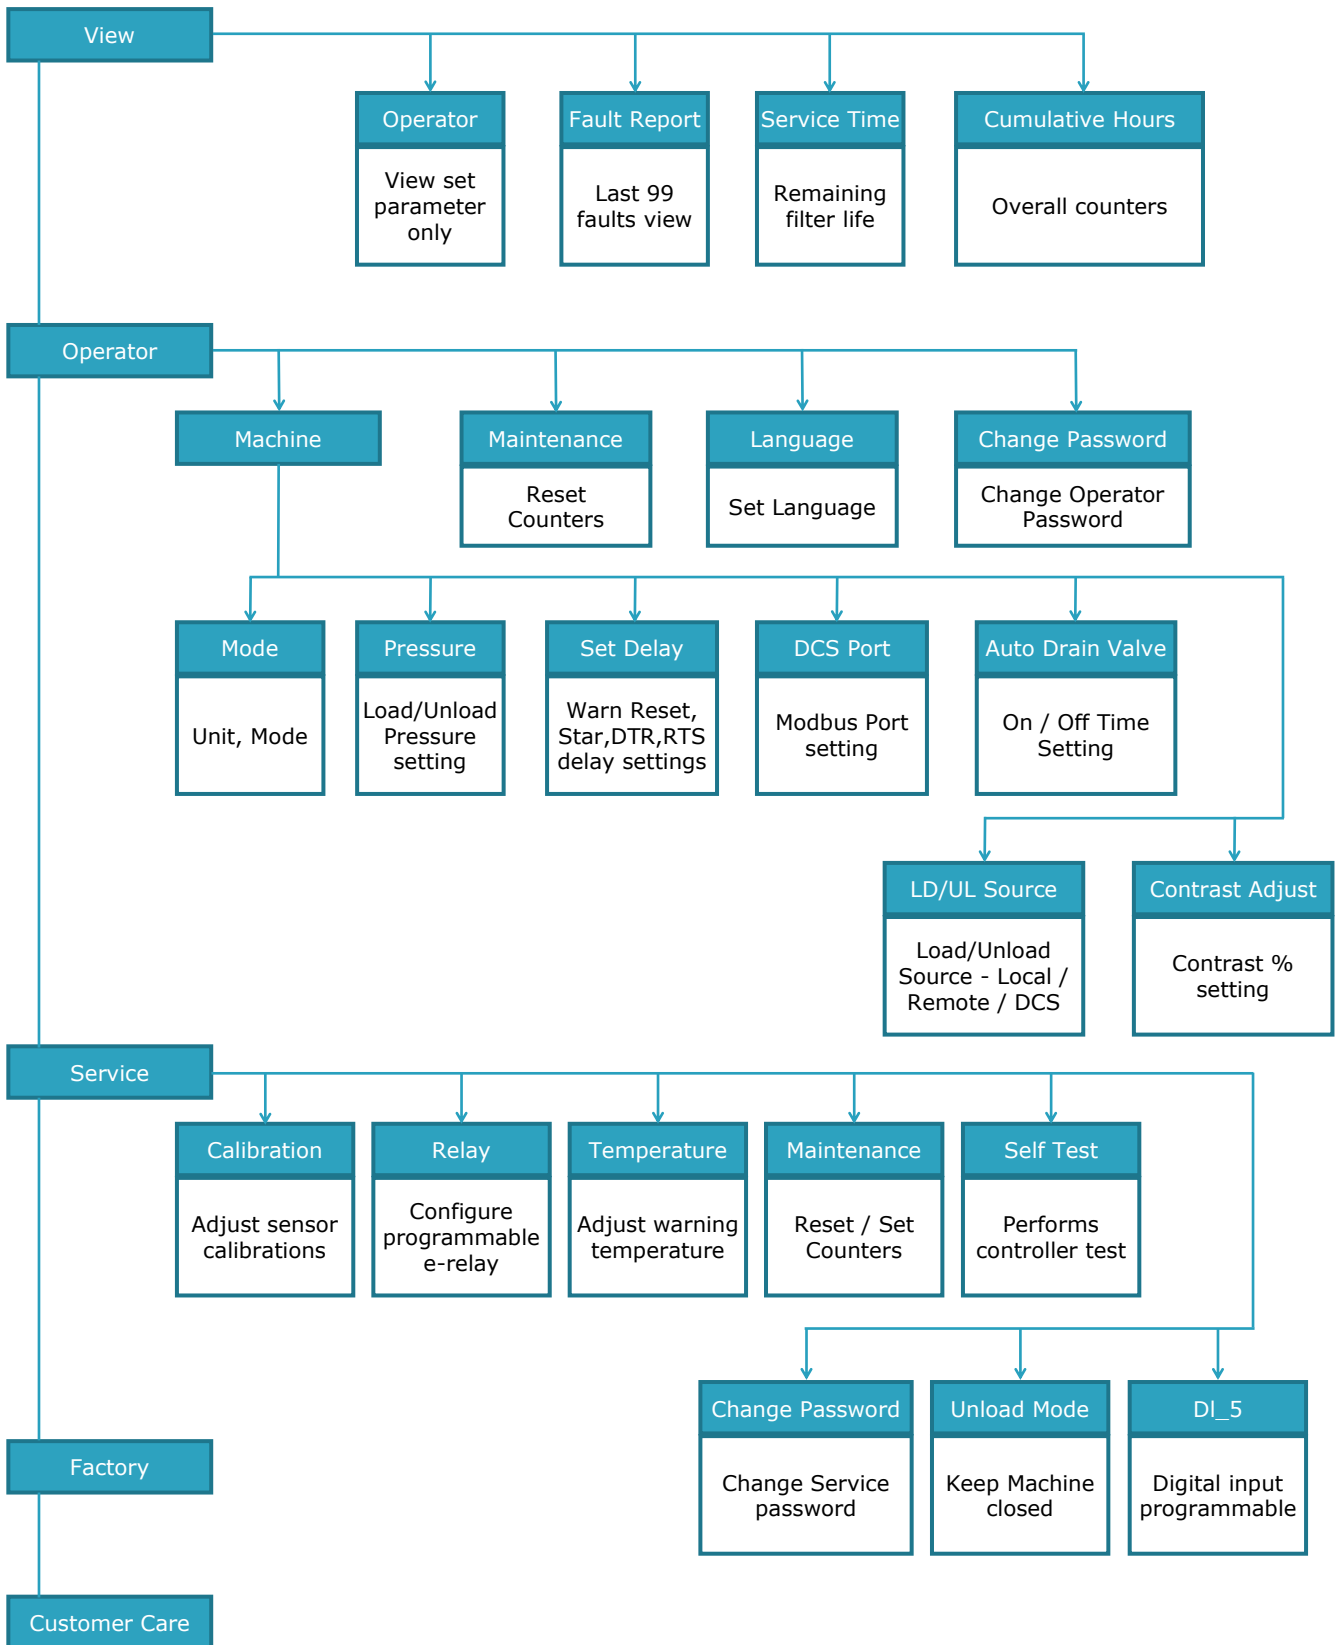 View
Operator
View set
parameter
only
Fault Report
Last 99
faults view
Service Time
Remaining
filter life
Cumulative Hours
Overall counters
Operator
Machine
Maintenance
Reset
Counters
Language
Set Language
Change Password
Change Operator
Password
Mode
Unit, Mode
Pressure
Load/Unload
Pressure
setting
Set Delay
Warn Reset,
Star,DTR,RTS
delay settings
DCS Port
Modbus Port
setting
Auto Drain Valve
On / Off Time
Setting
LD/UL Source
Load/Unload
Source - Local /
Remote / DCS
Contrast Adjust
Contrast %
setting
Service
Calibration
Adjust sensor
calibrations
Relay
Configure
programmable
e-relay
Temperature
Adjust warning
temperature
Maintenance
Reset / Set
Counters
Self Test
Performs
controller test
Change Password
Change Service
password
Unload Mode
Keep Machine
closed
Dl_5
Digital input
programmable
Factory
Customer Care